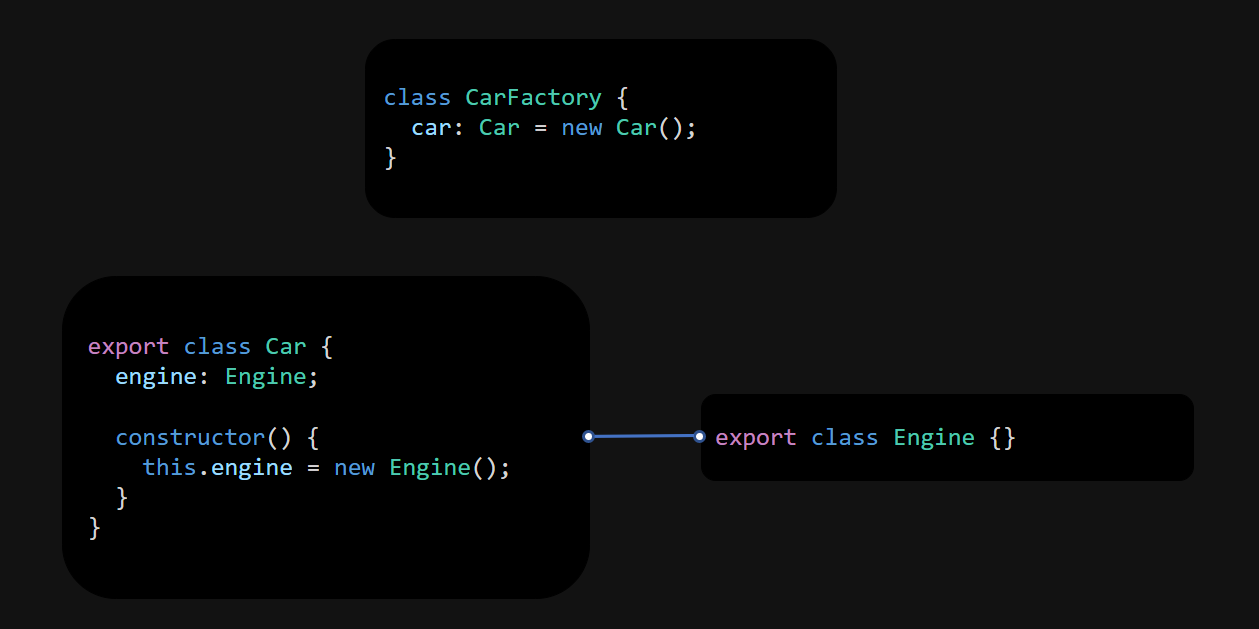 class CarFactory {
  car: Car = new Car();
}
export class Car {
  engine: Engine;
  constructor() {
    this.engine = new Engine();
  }
}
export class Engine {}